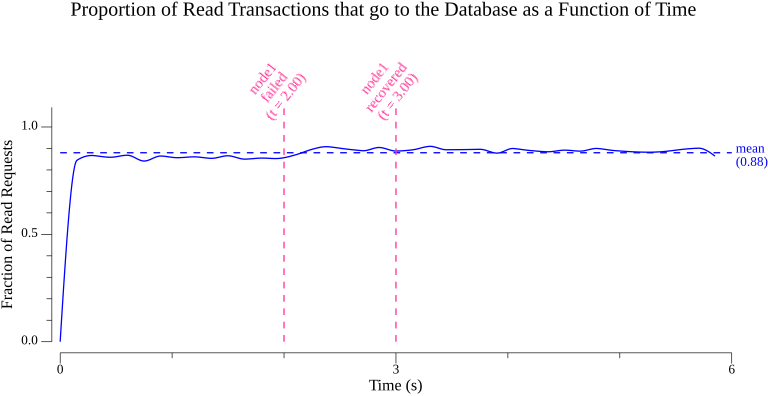 Proportion of Read Transactions that go to the Database as a Function of Time
node1
failed
(t = 2.00)
node1
recovered
(t = 3.00)
Fraction of Read Requests
1.0
0.5
0.0
mean
(0.88)
0
3
6
Time (s)